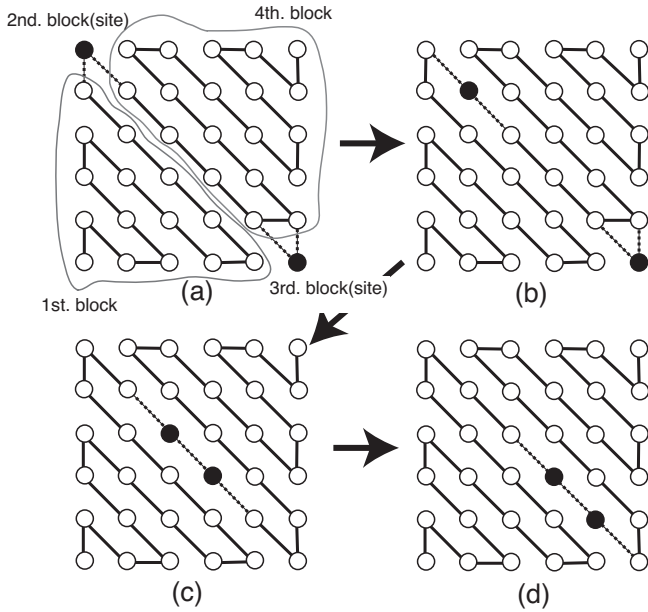 2nd. block(site)
4th. block
1st. block
(a)
3rd. block(site)
(b)
(c)
(d)